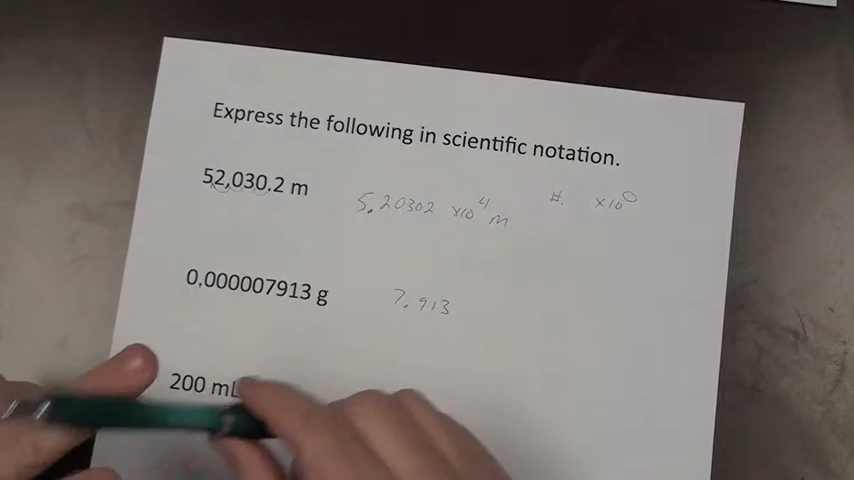 Express the following in scientific notation.
52,030.2 m 5.20302 x10⁴ m #. x10⁰
0.000007913 g 7.913
200 mL